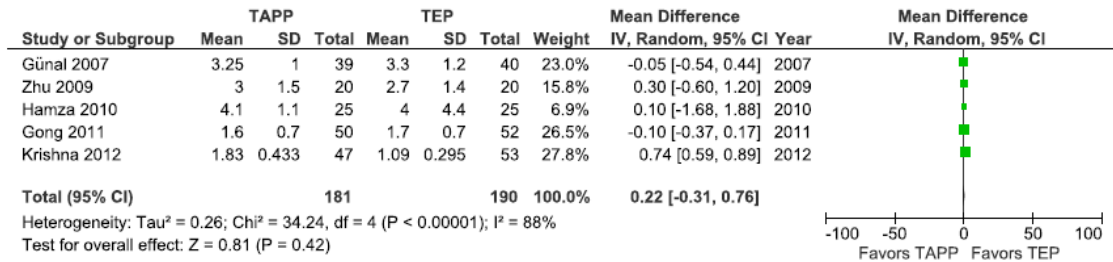 TAPP TEP Mean Difference Mean Difference
Study or Subgroup Mean SD Total Mean SD Total Weight IV, Random, 95% CI Year IV, Random, 95% CI
Günal 2007 3.25 1 39 3.3 1.2 40 23.0% -0.05 [-0.54, 0.44] 2007
Zhu 2009 3 1.5 20 2.7 1.4 20 15.8% 0.30 [-0.60, 1.20] 2009
Hamza 2010 4.1 1.1 25 4 4.4 25 6.9% 0.10 [-1.68, 1.88] 2010
Gong 2011 1.6 0.7 50 1.7 0.7 52 26.5% -0.10 [-0.37, 0.17] 2011
Krishna 2012 1.83 0.433 47 1.09 0.295 53 27.8% 0.74 [0.59, 0.89] 2012
Total (95% CI) 181 190 100.0% 0.22 [-0.31, 0.76]
Heterogeneity: Tau² = 0.26; Chi² = 34.24, df = 4 (P < 0.00001); I² = 88%
Test for overall effect: Z = 0.81 (P = 0.42)
-100 -50 0 50 100
Favors TAPP Favors TEP